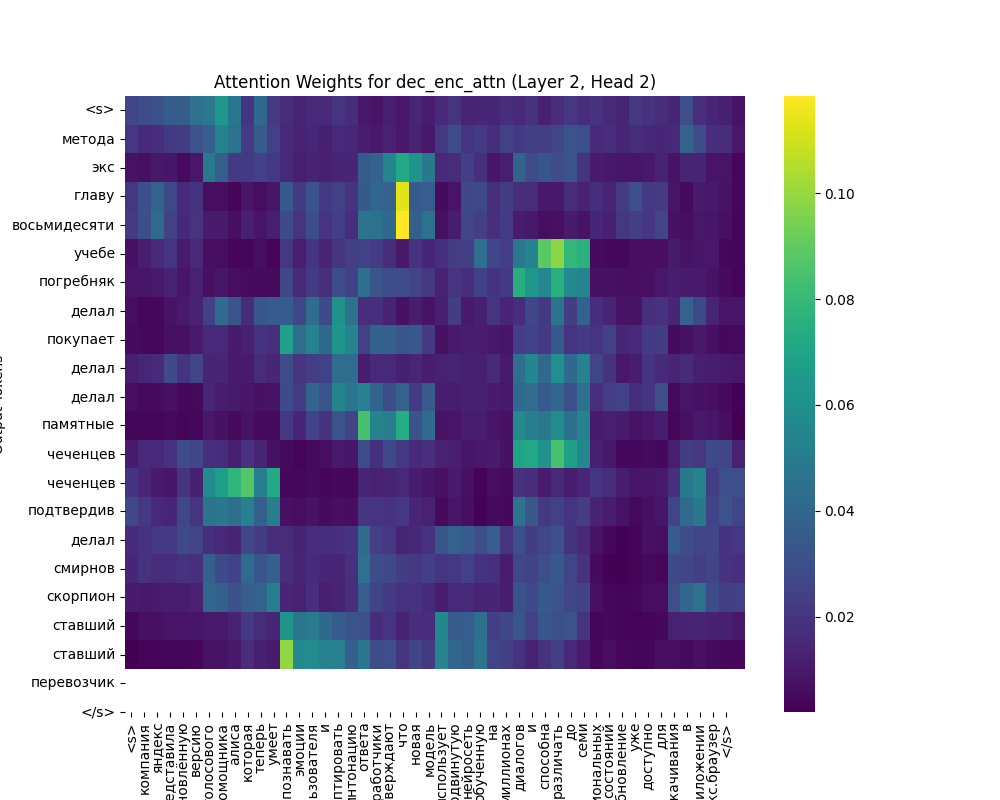 Attention Weights for dec_enc_attn (Layer 2, Head 2)
<s>
метода
экс
главу
восьмидесяти
учебе
погребняк
делал
покупает
делал
делал
памятные
чеченцев
чеченцев
подтвердив
делал
смирнов
скорпион
ставший
ставший
перевозчик
</s>
0.10
0.08
0.06
0.04
0.02
<s>
компания
яндекс
версию
алиса
которая
теперь
умеет
эмоции
и
ответа
что
новая
модель
на
диалогов
и
способна
различать
до
семи
состояний
уже
доступно
для
в
</s>